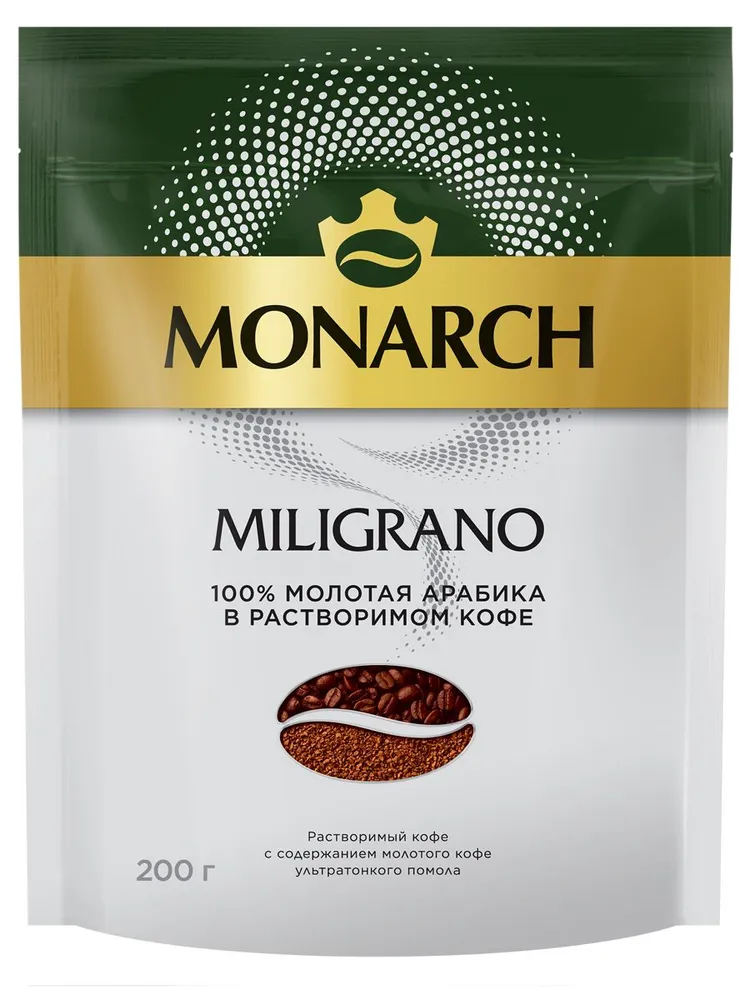 MONARCH
MILIGRANO
100% МОЛОТАЯ АРАБИКА
В РАСТВОРИМОМ КОФЕ
Растворимый кофе
с содержанием молотого кофе
ультратонкого помола
200 г